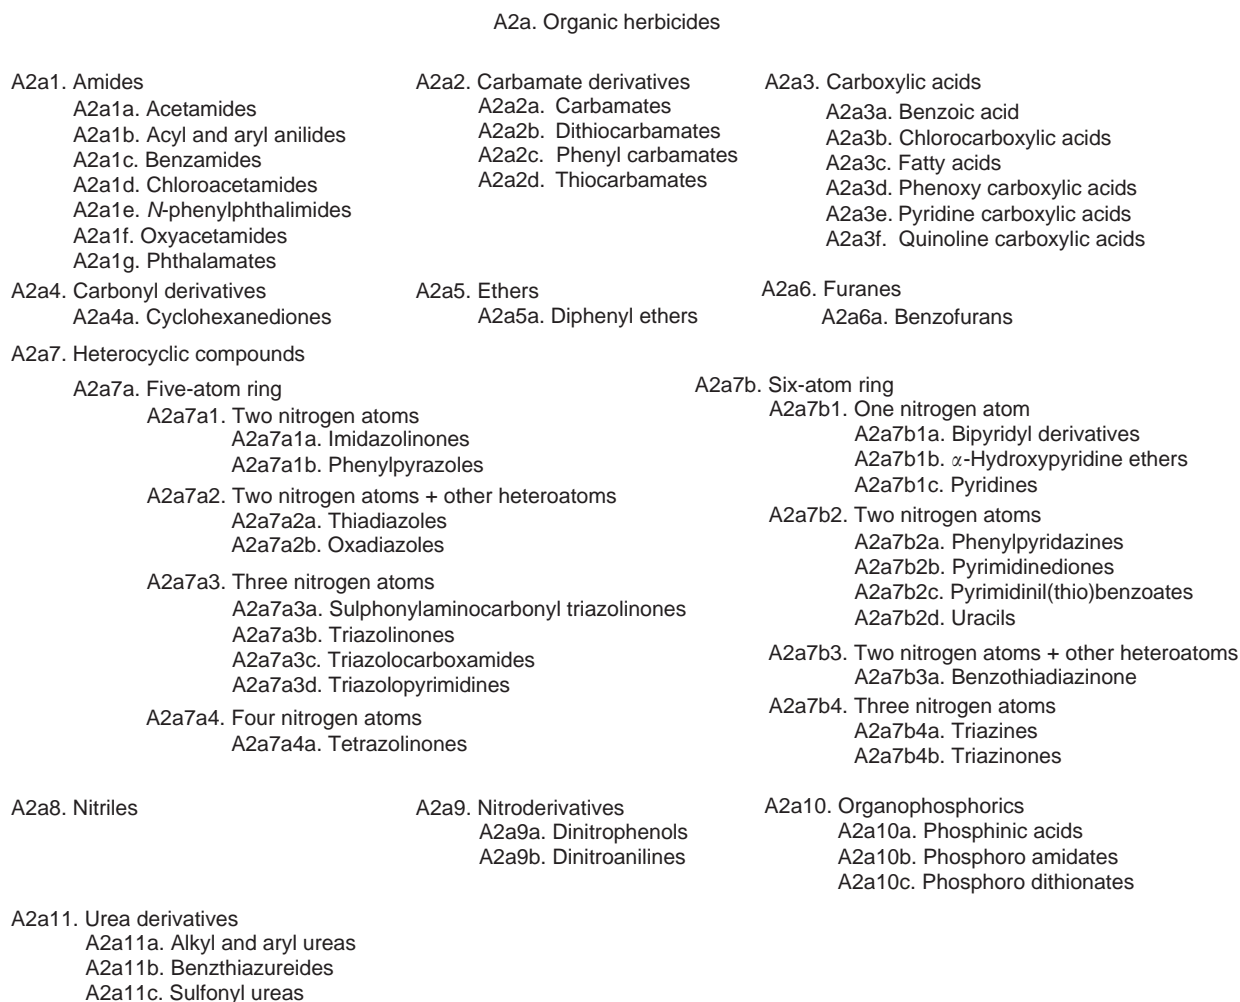 A2a. Organic herbicides
A2a1. Amides
A2a1a. Acetamides
A2a1b. Acyl and aryl anilides
A2a1c. Benzamides
A2a1d. Chloroacetamides
A2a1e. N-phenylphthalimides
A2a1f. Oxyacetamides
A2a1g. Phthalamates
A2a2. Carbamate derivatives
A2a2a. Carbamates
A2a2b. Dithiocarbamates
A2a2c. Phenyl carbamates
A2a2d. Thiocarbamates
A2a3. Carboxylic acids
A2a3a. Benzoic acid
A2a3b. Chlorocarboxylic acids
A2a3c. Fatty acids
A2a3d. Phenoxy carboxylic acids
A2a3e. Pyridine carboxylic acids
A2a3f. Quinoline carboxylic acids
A2a4. Carbonyl derivatives
A2a4a. Cyclohexanediones
A2a5. Ethers
A2a5a. Diphenyl ethers
A2a6. Furanes
A2a6a. Benzofurans
A2a7. Heterocyclic compounds
A2a7a. Five-atom ring
A2a7a1. Two nitrogen atoms
A2a7a1a. Imidazolinones
A2a7a1b. Phenylpyrazoles
A2a7a2. Two nitrogen atoms + other heteroatoms
A2a7a2a. Thiadiazoles
A2a7a2b. Oxadiazoles
A2a7a3. Three nitrogen atoms
A2a7a3a. Sulphonylaminocarbonyl triazolinones
A2a7a3b. Triazolinones
A2a7a3c. Triazolocarboxamides
A2a7a3d. Triazolopyrimidines
A2a7a4. Four nitrogen atoms
A2a7a4a. Tetrazolinones
A2a7b. Six-atom ring
A2a7b1. One nitrogen atom
A2a7b1a. Bipyridyl derivatives
A2a7b1b. α-Hydroxypyridine ethers
A2a7b1c. Pyridines
A2a7b2. Two nitrogen atoms
A2a7b2a. Phenylpyridazines
A2a7b2b. Pyrimidinediones
A2a7b2c. Pyrimidinil(thio)benzoates
A2a7b2d. Uracils
A2a7b3. Two nitrogen atoms + other heteroatoms
A2a7b3a. Benzothiadiazinone
A2a7b4. Three nitrogen atoms
A2a7b4a. Triazines
A2a7b4b. Triazinones
A2a8. Nitriles
A2a9. Nitroderivatives
A2a9a. Dinitrophenols
A2a9b. Dinitroanilines
A2a10. Organophosphorics
A2a10a. Phosphinic acids
A2a10b. Phosphoro amidates
A2a10c. Phosphoro dithionates
A2a11. Urea derivatives
A2a11a. Alkyl and aryl ureas
A2a11b. Benzthiazureides
A2a11c. Sulfonyl ureas